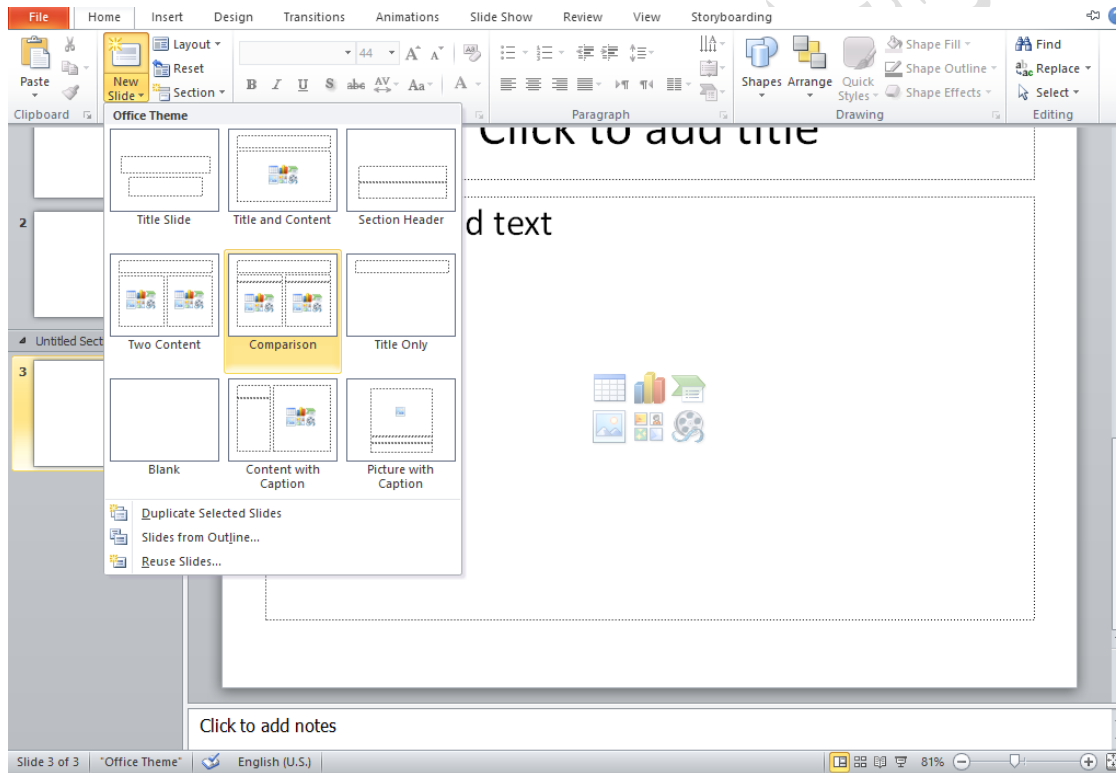 File Home Insert Design Transitions Animations Slide Show Review View Storyboarding
Paste
New Slide
Layout
Reset
Section
44
B I U S abc AV Aa A
Shapes Arrange Quick Styles
Shape Fill
Shape Outline
Shape Effects
Find
Replace
Select
Clipboard Paragraph Drawing Editing
Office Theme
Title Slide Title and Content Section Header
Two Content Comparison Title Only
Blank Content with Caption Picture with Caption
Duplicate Selected Slides
Slides from Outline...
Reuse Slides...
2
Untitled Sect
3
Click to add title
d text
Click to add notes
Slide 3 of 3 "Office Theme" English (U.S.) 81%